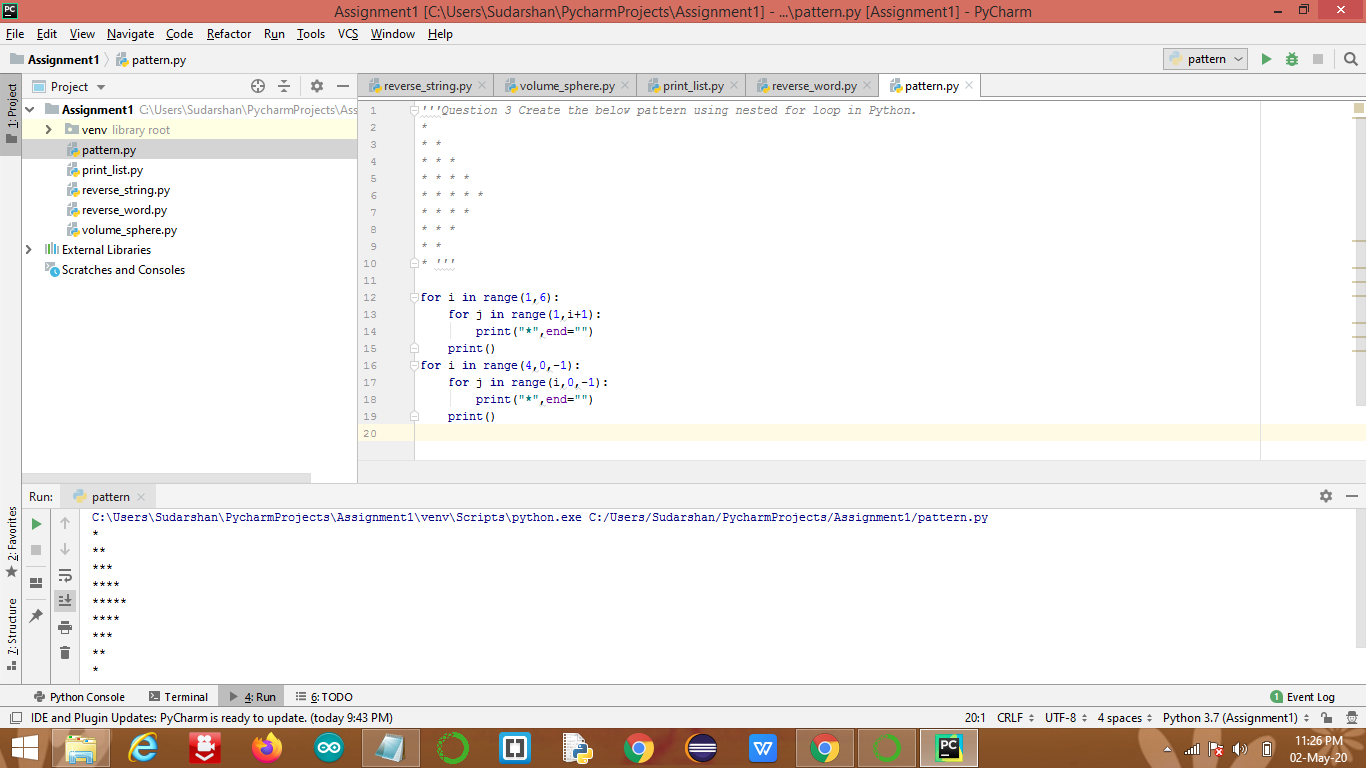 Assignment1 [C:\Users\Sudarshan\PycharmProjects\Assignment1] - ...\pattern.py [Assignment1] - PyCharm
File Edit View Navigate Code Refactor Run Tools VCS Window Help
Assignment1 pattern.py pattern
1: Project
Project
Assignment1 C:\Users\Sudarshan\PycharmProjects\Ass
venv library root
pattern.py
print_list.py
reverse_string.py
reverse_word.py
volume_sphere.py
External Libraries
Scratches and Consoles
reverse_string.py volume_sphere.py print_list.py reverse_word.py pattern.py
1 '''Question 3 Create the below pattern using nested for loop in Python.
2 *
3 * *
4 * * *
5 * * * *
6 * * * * *
7 * * * *
8 * * *
9 * *
10 * '''
11
12 for i in range(1,6):
13     for j in range(1,i+1):
14         print("*",end="")
15     print()
16 for i in range(4,0,-1):
17     for j in range(i,0,-1):
18         print("*",end="")
19     print()
20
Run: pattern
2: Favorites
7: Structure
C:\Users\Sudarshan\PycharmProjects\Assignment1\venv\Scripts\python.exe C:/Users/Sudarshan/PycharmProjects/Assignment1/pattern.py
*
**
***
****
*****
****
***
**
*
Python Console Terminal 4: Run 6: TODO 1 Event Log
IDE and Plugin Updates: PyCharm is ready to update. (today 9:43 PM) 20:1 CRLF UTF-8 4 spaces Python 3.7 (Assignment1)
PC
W
PC
11:26 PM
02-May-20